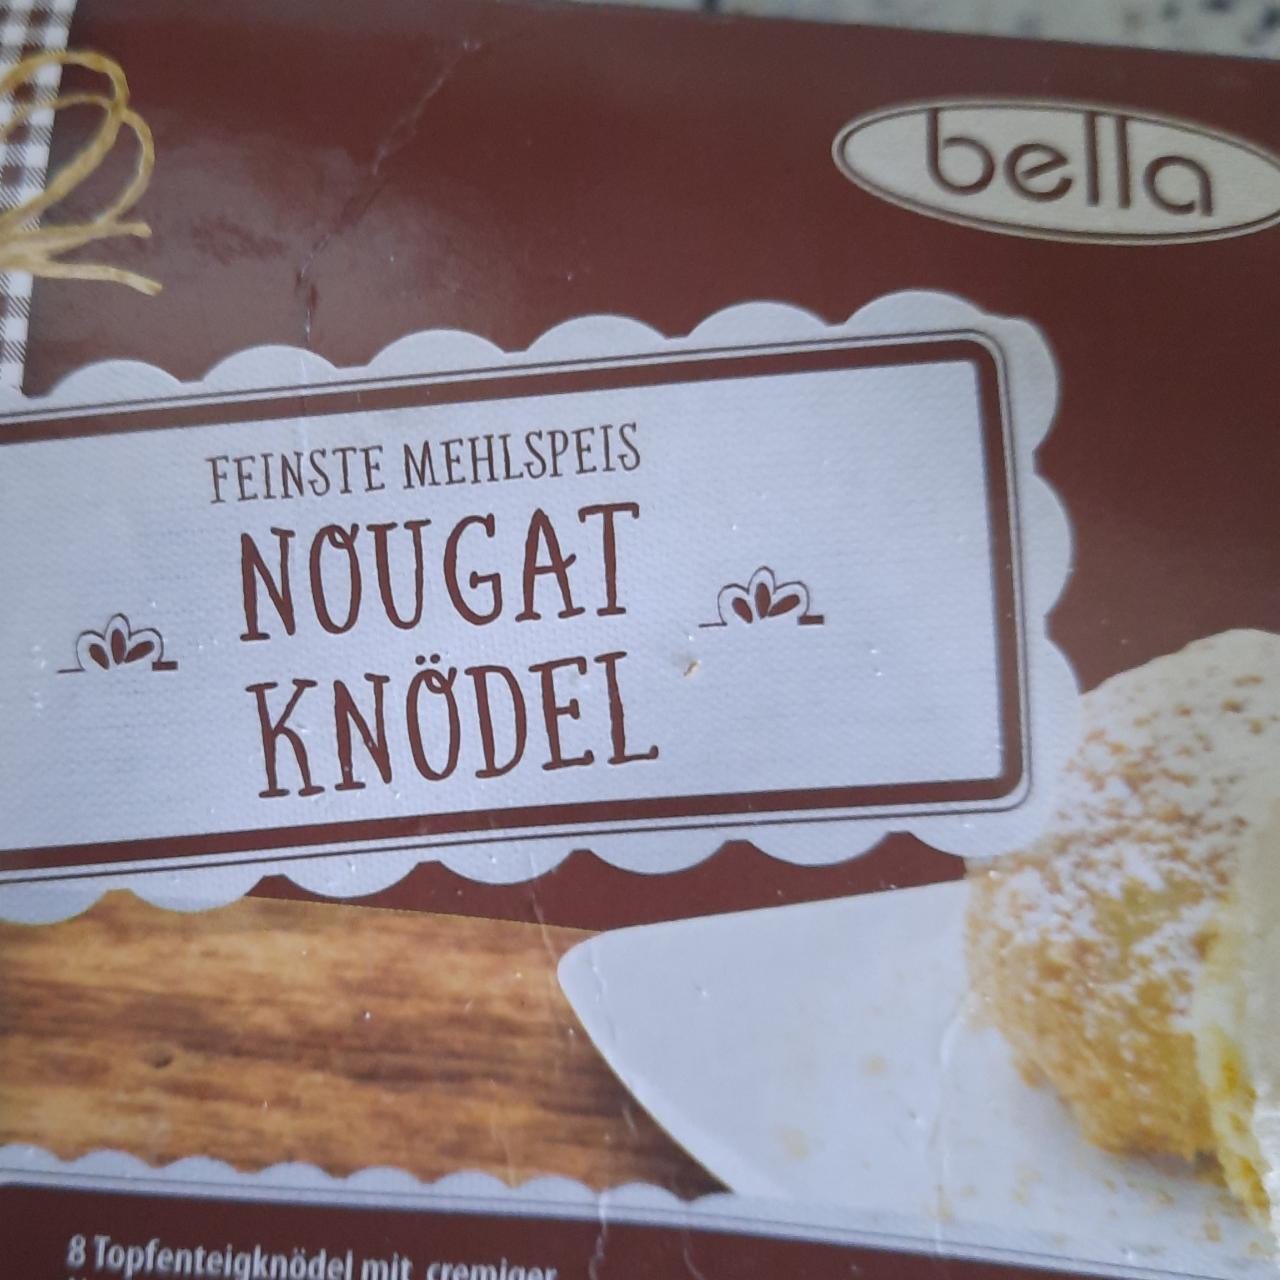 bella
FEINSTE MEHLSPEIS
NOUGAT
KNÖDEL
8 Topfenteigknödel mit cremiger